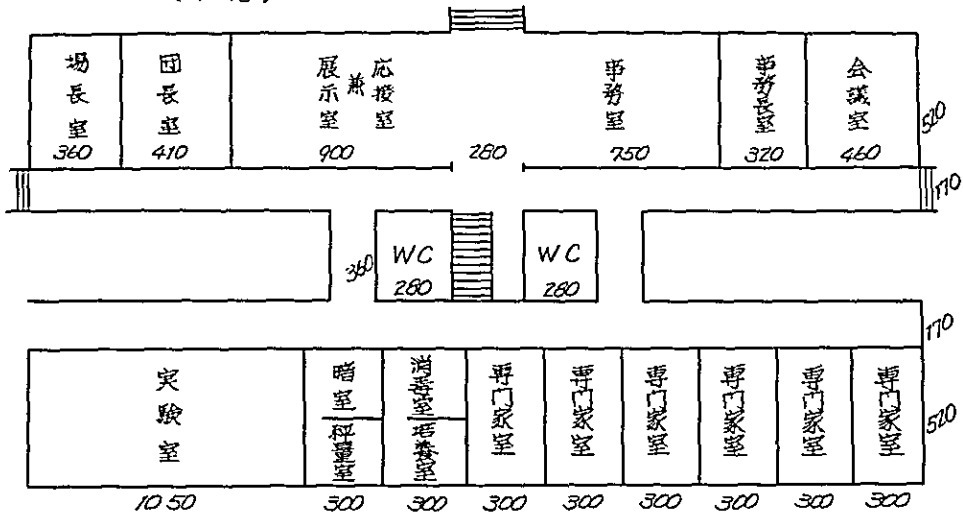 場長室
360
団長室
410
応接室
兼
展示室
900
280
事務室
750
事務長室
320
会議室
460
520
170
360
WC
280
WC
280
170
実験室
1050
暗室
秤量室
300
消毒室
培養室
300
専門家室
300
専門家室
300
専門家室
300
専門家室
300
専門家室
300
専門家室
300
520